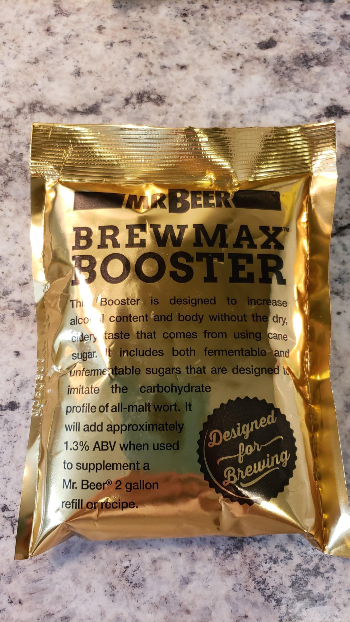 MR.BEER
BREWMAX™
BOOSTER
This Booster is designed to increase
alcohol content and body without the dry,
cidery taste that comes from using cane
sugar. It includes both fermentable and
unfermentable sugars that are designed to
imitate the carbohydrate
profile of all-malt wort. It
will add approximately
1.3% ABV when used
to supplement a
Mr. Beer® 2 gallon
refill or recipe.
Designed
for
Brewing